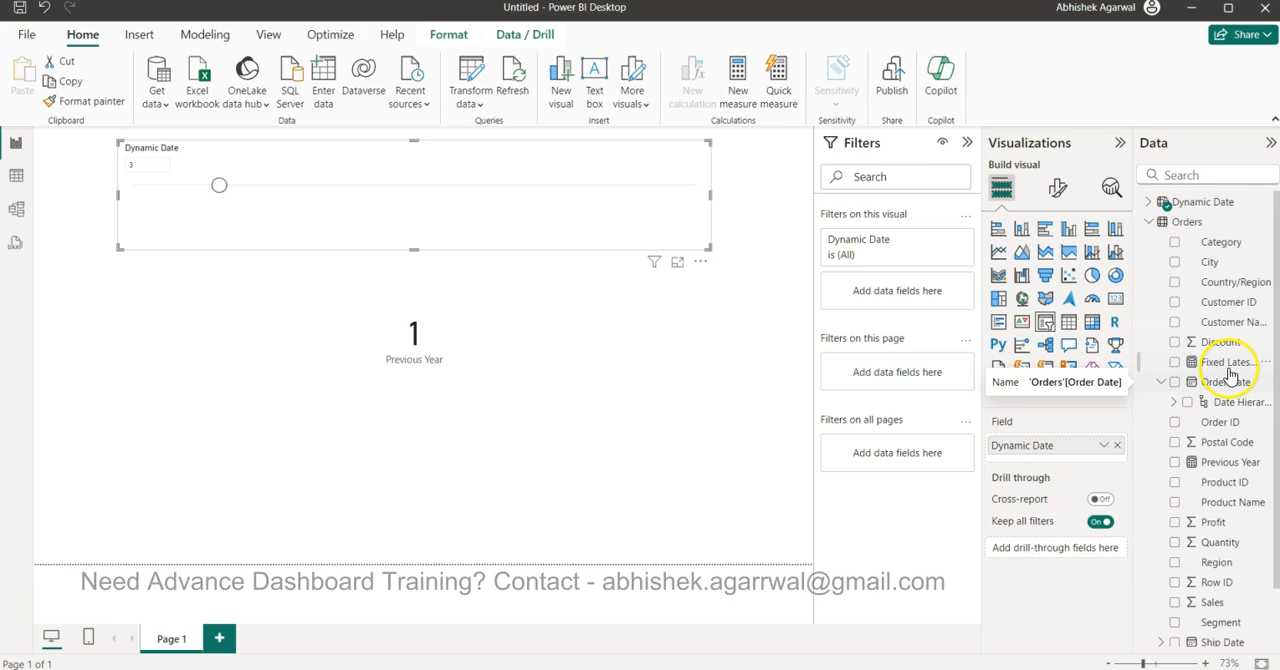 Untitled - Power BI Desktop
Abhishek Agarwal
File Home Insert Modeling View Optimize Help Format Data / Drill
Share
Paste
Cut
Copy
Format painter
Clipboard
Get data
Excel workbook
OneLake data hub
SQL Server
Enter data
Dataverse
Recent sources
Data
Transform data
Refresh
Queries
New visual
Text box
More visuals
Insert
New calculation
New measure
Quick measure
Calculations
Sensitivity
Sensitivity
Publish
Share
Copilot
Copilot
Dynamic Date
3
1
Previous Year
Filters
Search
Filters on this visual
Dynamic Date
is (All)
Add data fields here
Filters on this page
Add data fields here
Filters on all pages
Add data fields here
Visualizations
Build visual
R
Py
Name 'Orders'[Order Date]
Field
Dynamic Date
Drill through
Cross-report
Off
Keep all filters
On
Add drill-through fields here
Data
Search
Dynamic Date
Orders
Category
City
Country/Region
Customer ID
Customer Na...
Discount
Fixed Lates...
Order Date
Date Hierar...
Order ID
Postal Code
Previous Year
Product ID
Product Name
Profit
Quantity
Region
Row ID
Sales
Segment
Ship Date
Need Advance Dashboard Training? Contact - abhishek.agarrwal@gmail.com
Page 1
Page 1 of 1
73%